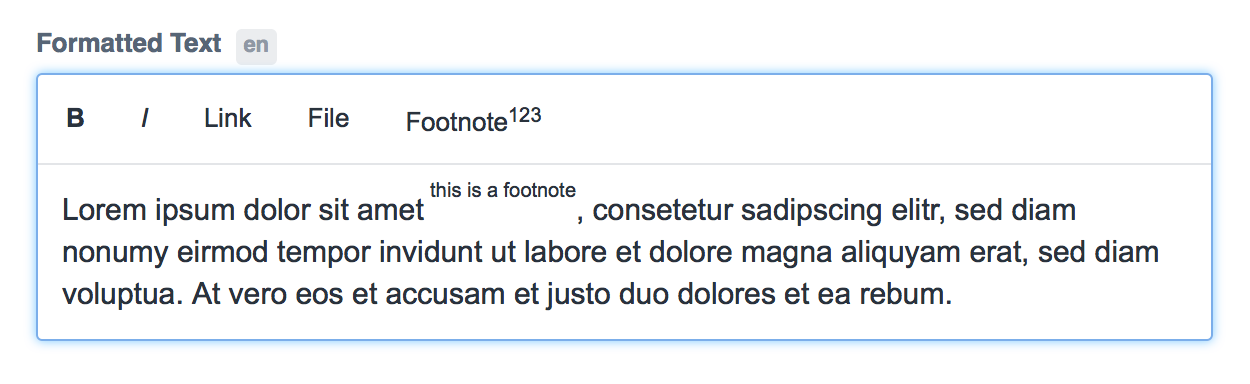 Formatted Text en
B I Link File Footnote123
Lorem ipsum dolor sit amet this is a footnote, consetetur sadipscing elitr, sed diam
nonumy eirmod tempor invidunt ut labore et dolore magna aliquyam erat, sed diam
voluptua. At vero eos et accusam et justo duo dolores et ea rebum.